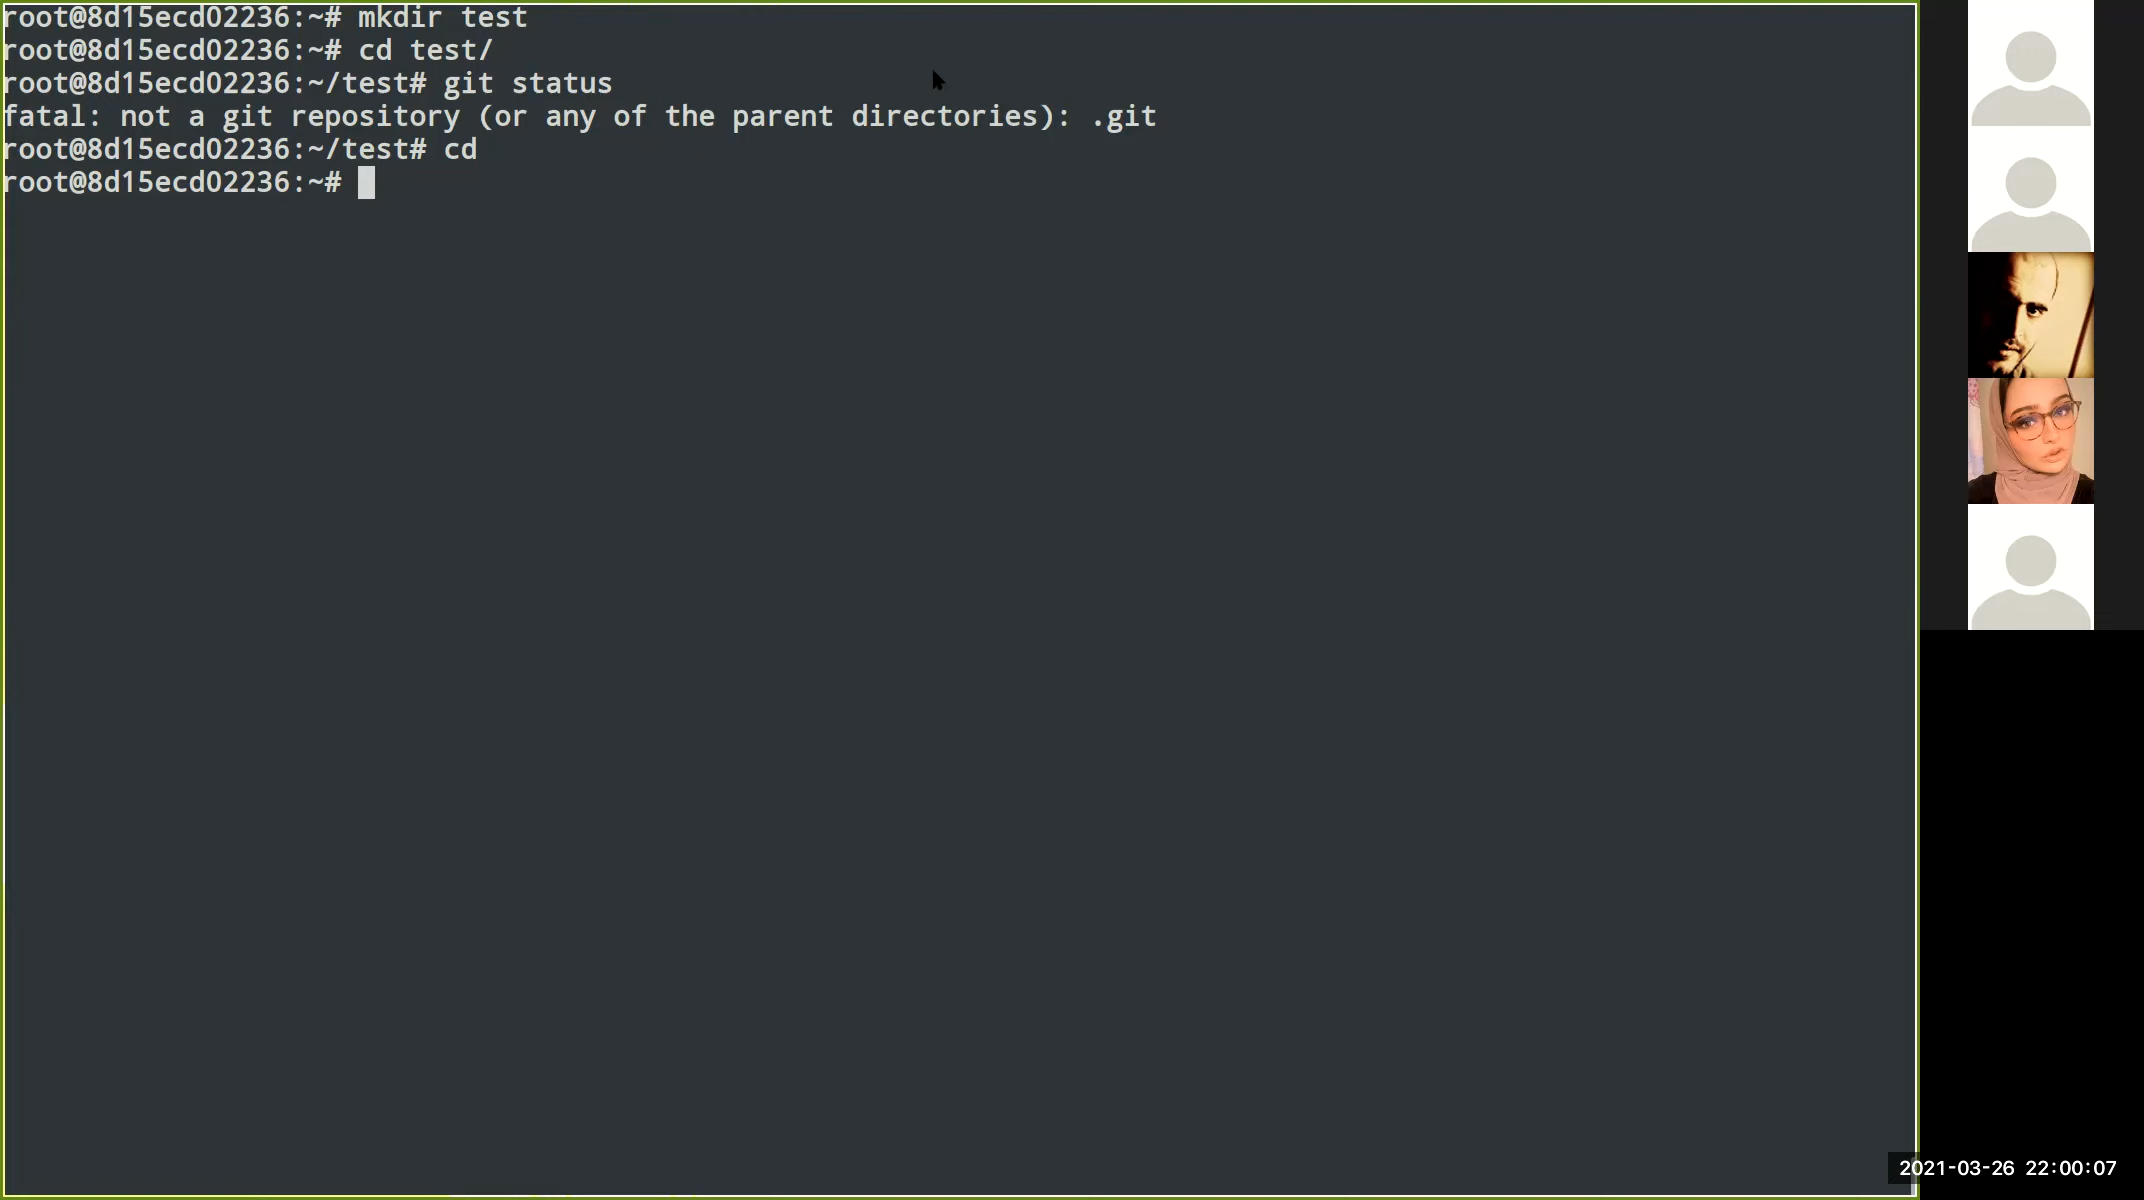 root@8d15ecd02236:~# mkdir test
root@8d15ecd02236:~# cd test/
root@8d15ecd02236:~/test# git status
fatal: not a git repository (or any of the parent directories): .git
root@8d15ecd02236:~/test# cd
root@8d15ecd02236:~#
2021-03-26 22:00:07